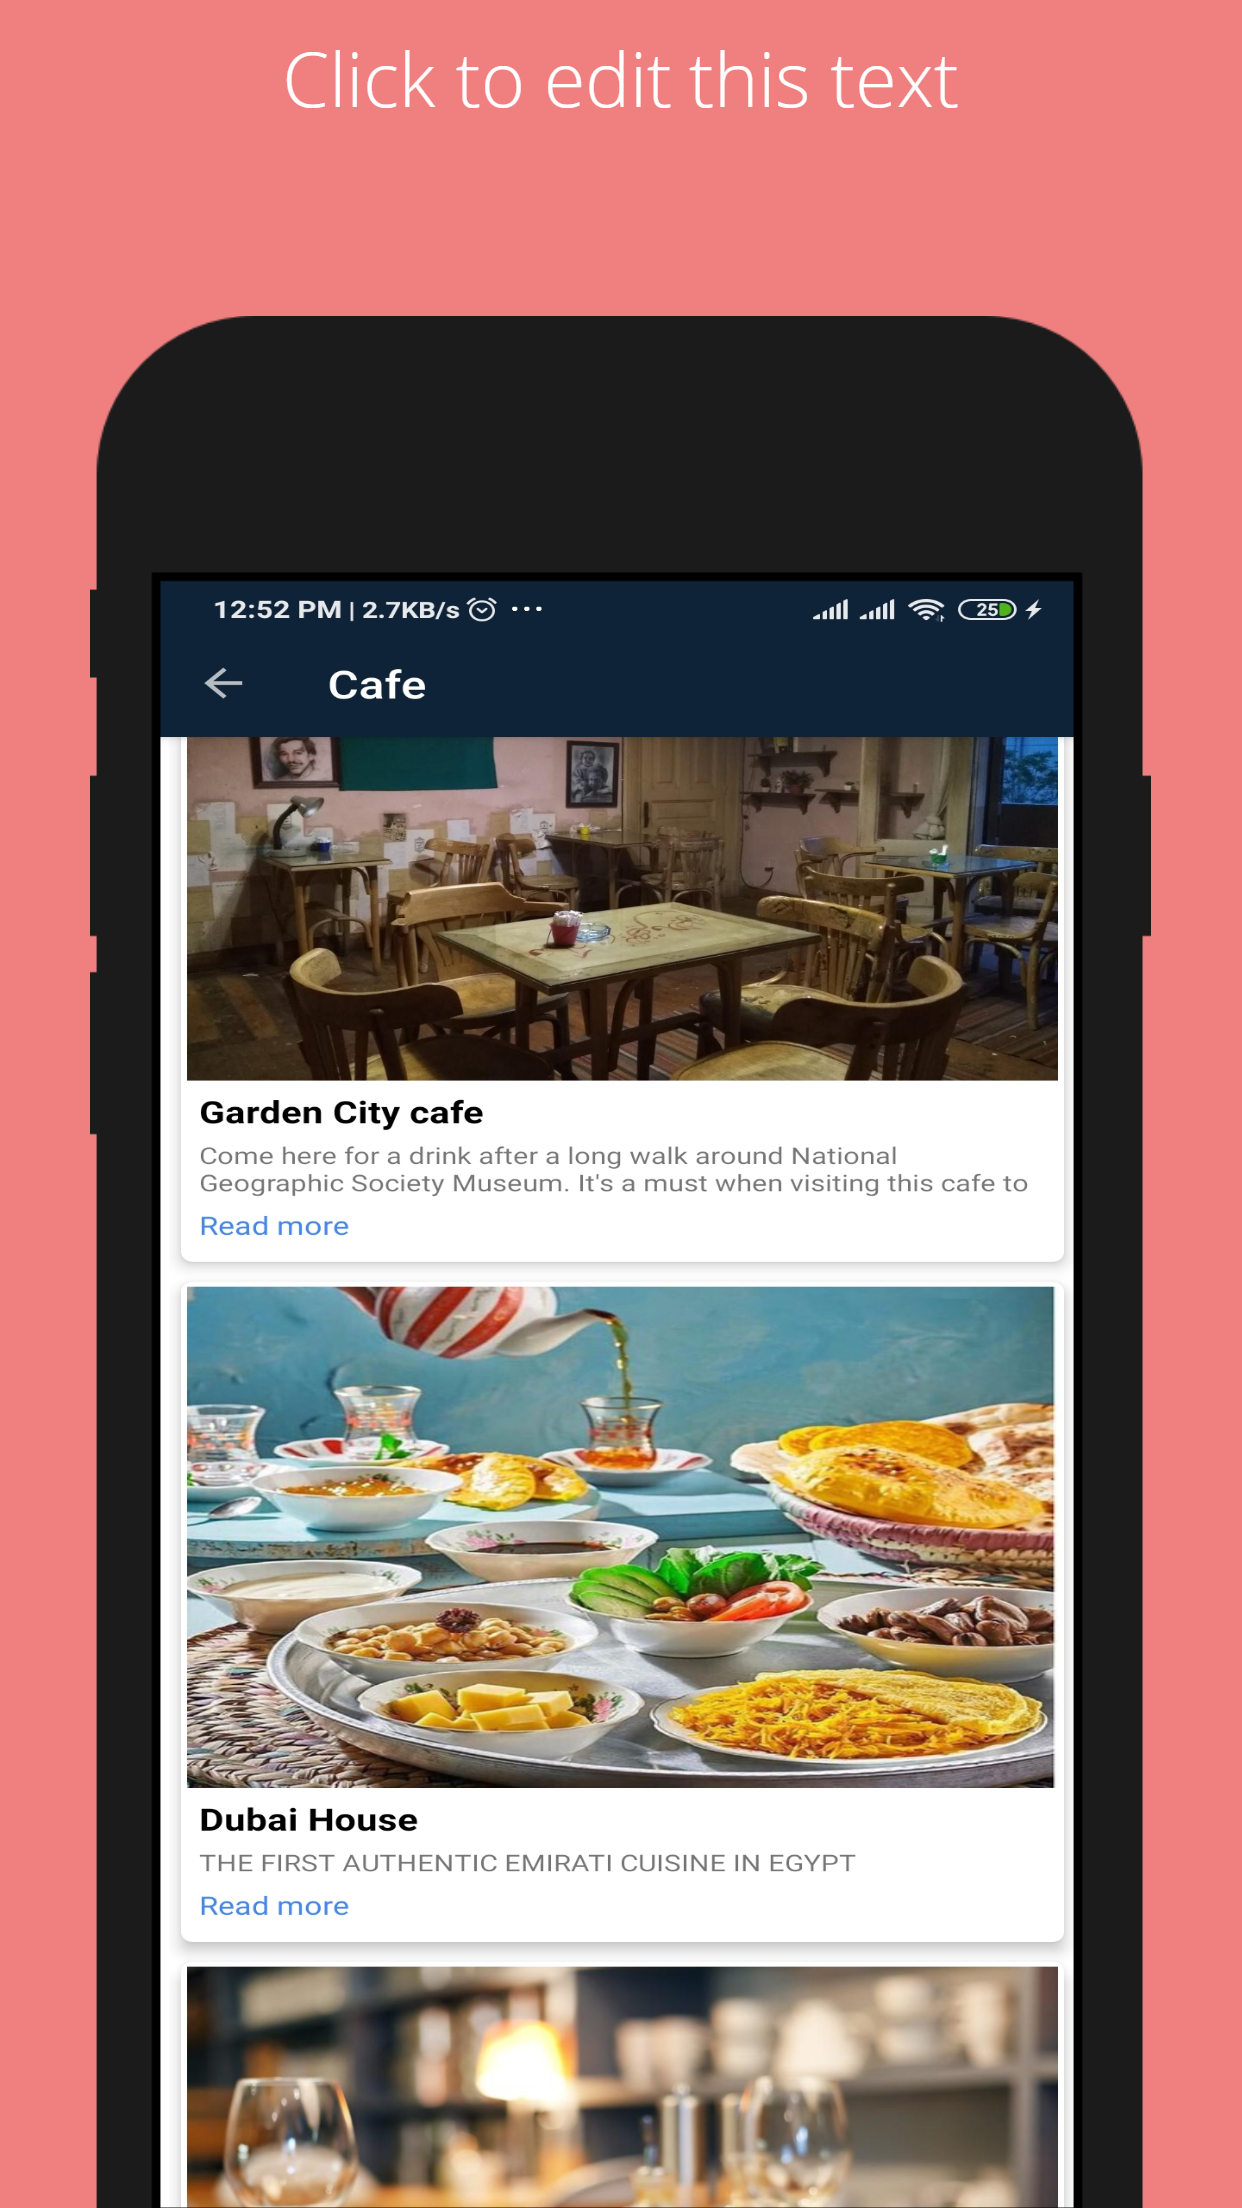 Click to edit this text
12:52 PM | 2.7KB/s ...
25
Cafe
Garden City cafe
Come here for a drink after a long walk around National
Geographic Society Museum. It's a must when visiting this cafe to
Read more
Dubai House
THE FIRST AUTHENTIC EMIRATI CUISINE IN EGYPT
Read more